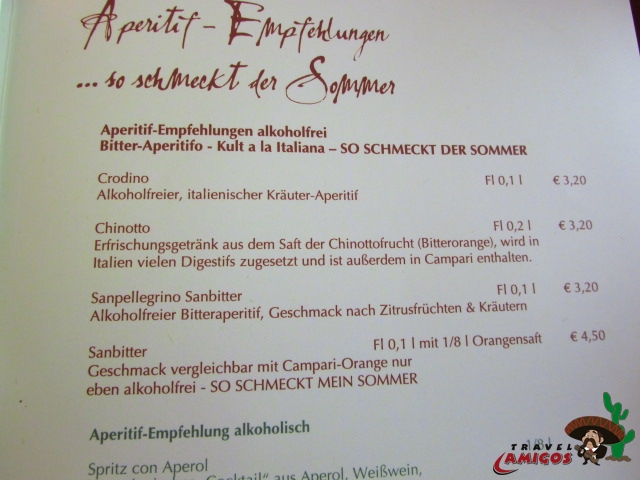 Aperitif - Empfehlungen
... so schmeckt der Sommer
Aperitif-Empfehlungen alkoholfrei
Bitter-Aperitifo - Kult a la Italiana – SO SCHMECKT DER SOMMER
Crodino Fl 0,1 l € 3,20
Alkoholfreier, italienischer Kräuter-Aperitif
Chinotto Fl 0,2 l € 3,20
Erfrischungsgetränk aus dem Saft der Chinottofrucht (Bitterorange), wird in
Italien vielen Digestifs zugesetzt und ist außerdem in Campari enthalten.
Sanpellegrino Sanbitter Fl 0,1 l € 3,20
Alkoholfreier Bitteraperitif, Geschmack nach Zitrusfrüchten & Kräutern
Sanbitter Fl 0,1 l mit 1/8 l Orangensaft € 4,50
Geschmack vergleichbar mit Campari-Orange nur
eben alkoholfrei - SO SCHMECKT MEIN SOMMER
Aperitif-Empfehlung alkoholisch
Spritz con Aperol 1/8 l
Cocktail“ aus Aperol, Weißwein,
TRAVEL
AMIGOS